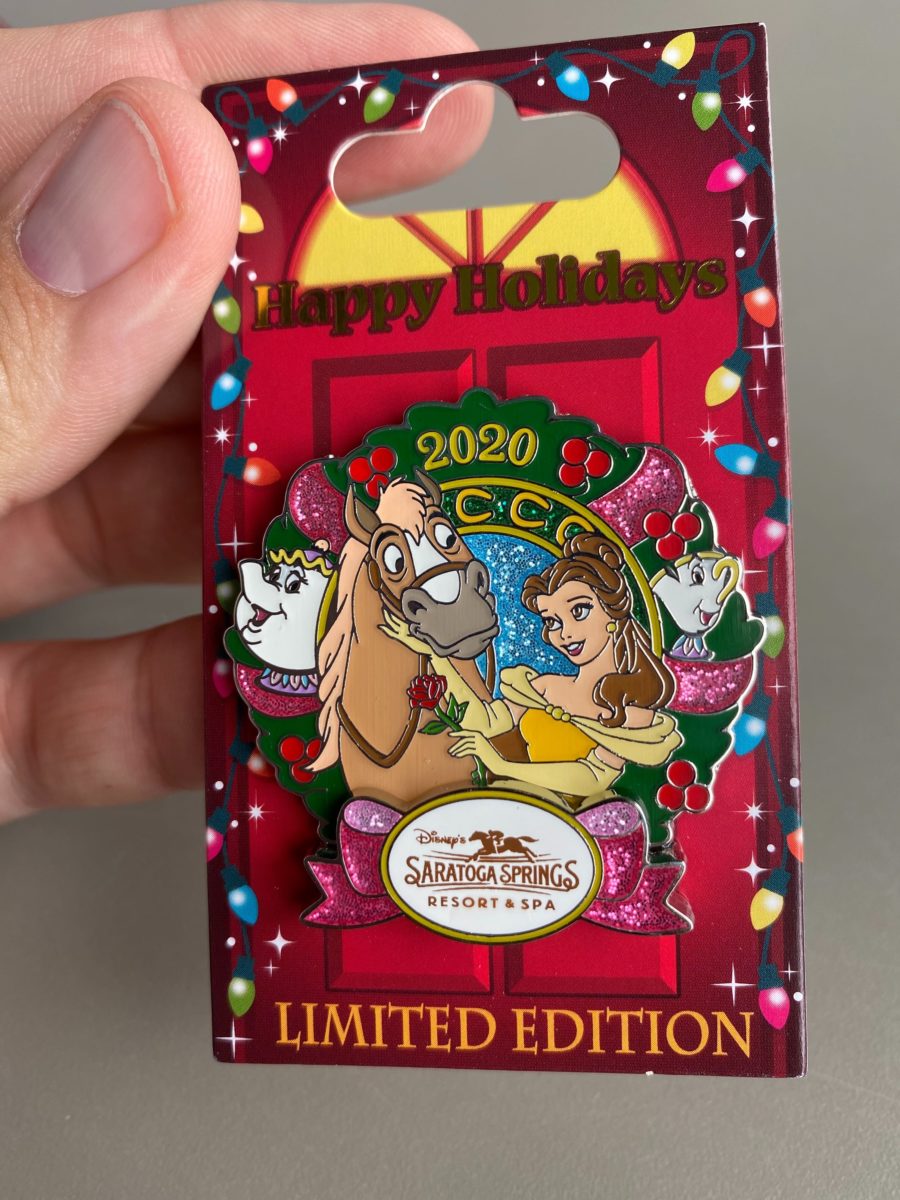 Happy Holidays
2020
Disney's
SARATOGA SPRINGS
RESORT & SPA
LIMITED EDITION